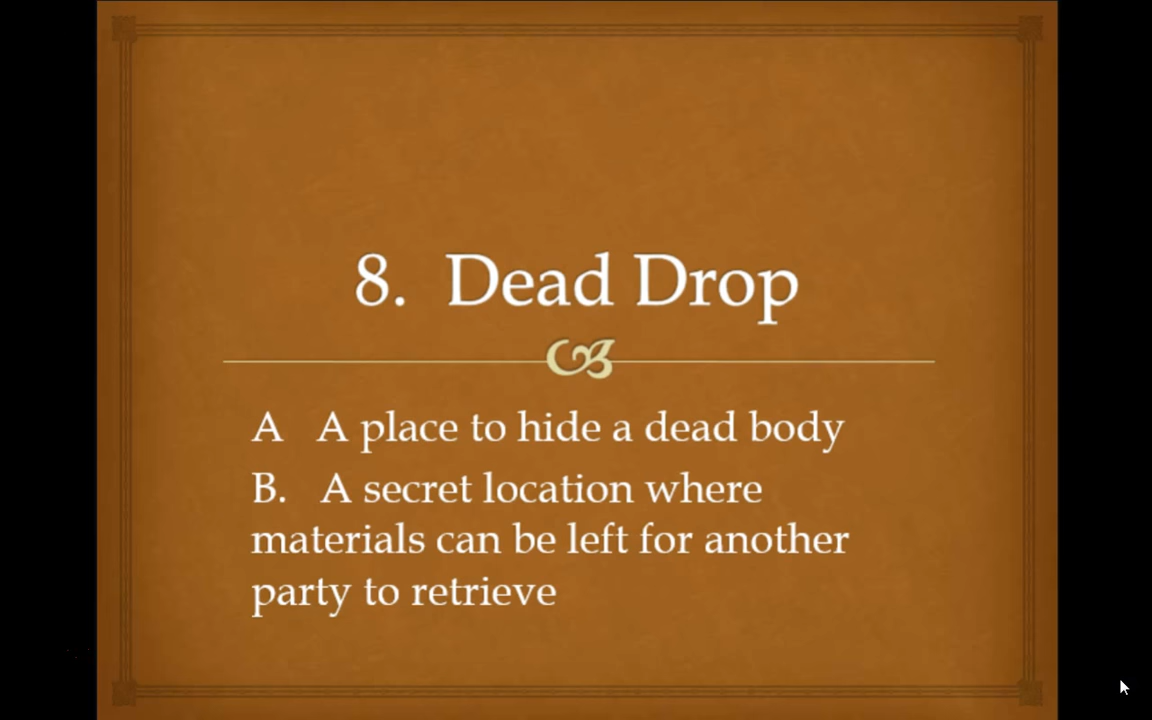 8. Dead Drop
A A place to hide a dead body
B. A secret location where
materials can be left for another
party to retrieve